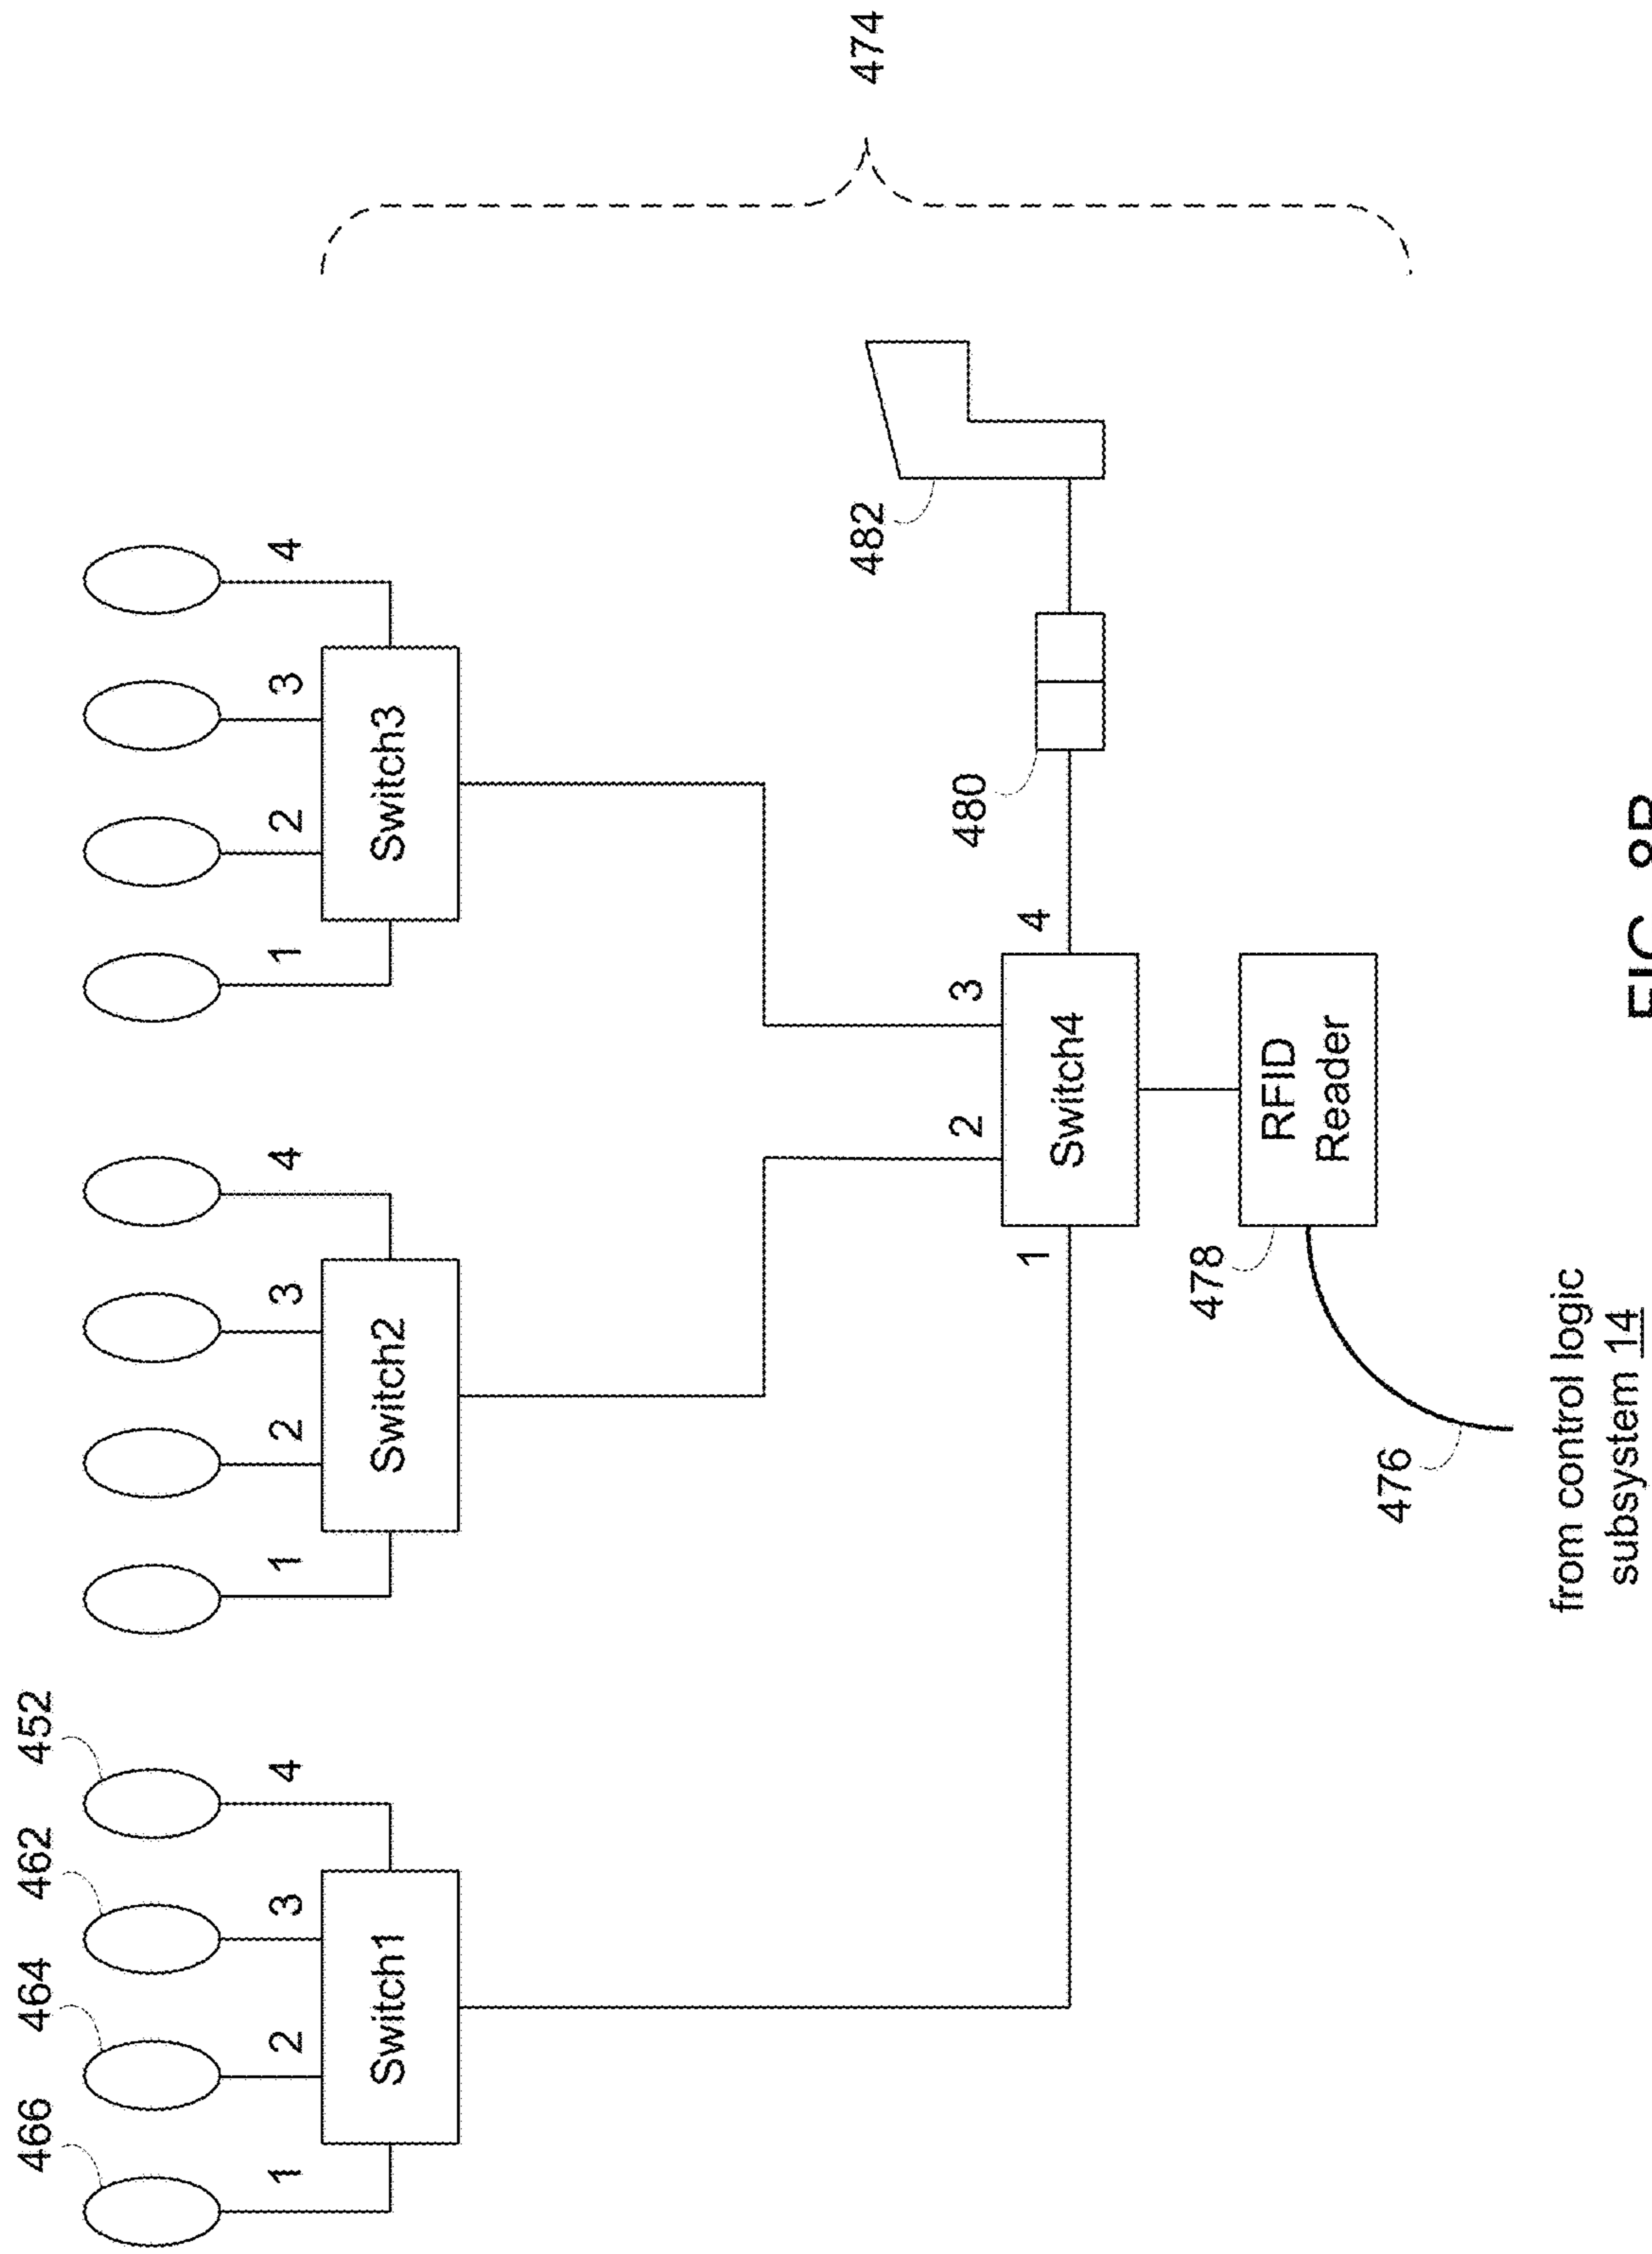 466 464 462 452
1 2 3 4 1 2 3 4 1 2 3 4
Switch1 Switch2 Switch3
482 474
2 3 480
1 4
Switch4
478
RFID
Reader
476
from control logic
subsystem 14